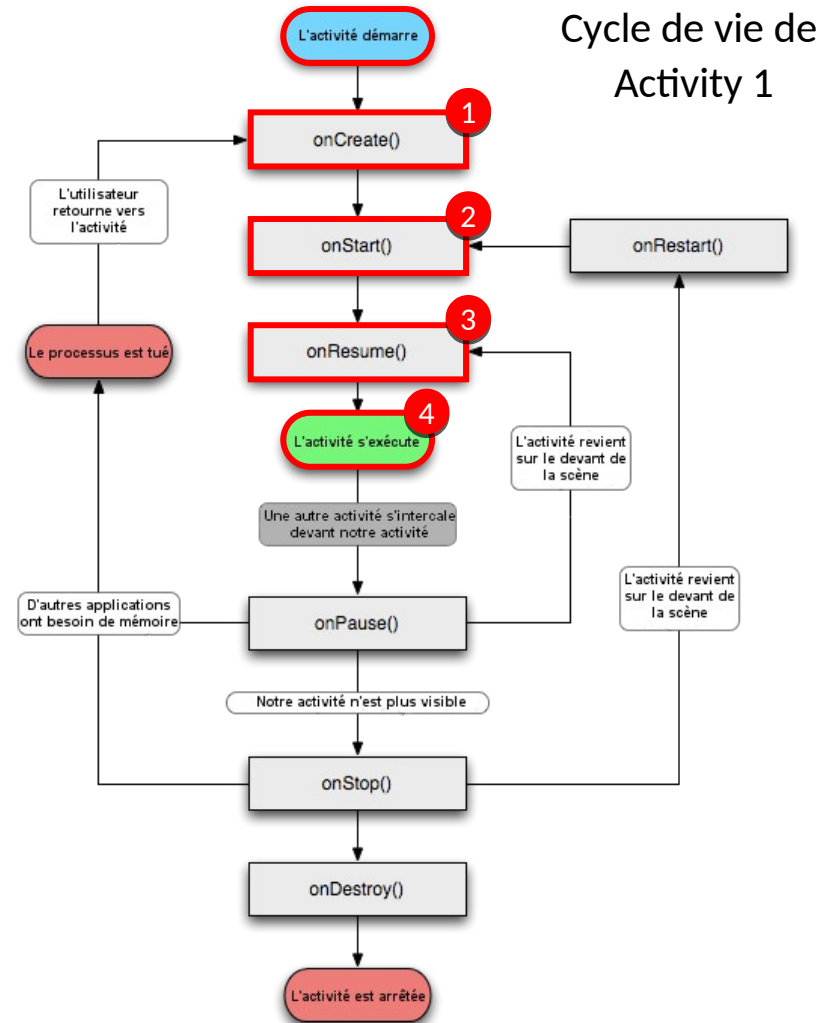 Cycle de vie de
Activity 1
L'activité démarre
1
onCreate()
L'utilisateur
retourne vers
l'activité
2
onStart()
onRestart()
3
onResume()
Le processus est tué
4
L'activité s'exécute
L'activité revient
sur le devant de
la scène
Une autre activité s'intercale
devant notre activité
L'activité revient
sur le devant de
la scène
D'autres applications
ont besoin de mémoire
onPause()
Notre activité n'est plus visible
onStop()
onDestroy()
L'activité est arrêtée